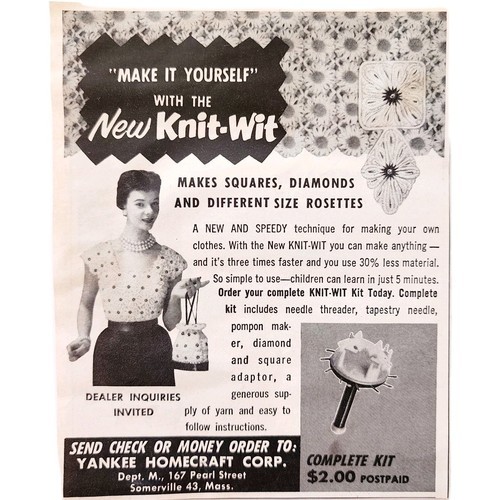 "MAKE IT YOURSELF"
WITH THE
New Knit-Wit
MAKES SQUARES, DIAMONDS
AND DIFFERENT SIZE ROSETTES
A NEW AND SPEEDY technique for making your own
clothes. With the New KNIT-WIT you can make anything —
and it's three times faster and you use 30% less material.
So simple to use—children can learn in just 5 minutes.
Order your complete KNIT-WIT Kit Today. Complete
kit includes needle threader, tapestry needle,
pompon mak-
er, diamond
and square
adaptor, a
generous sup-
ply of yarn and easy to
follow instructions.
DEALER INQUIRIES
INVITED
SEND CHECK OR MONEY ORDER TO:
YANKEE HOMECRAFT CORP.
Dept. M., 167 Pearl Street
Somerville 43, Mass.
COMPLETE KIT
$2.00 POSTPAID